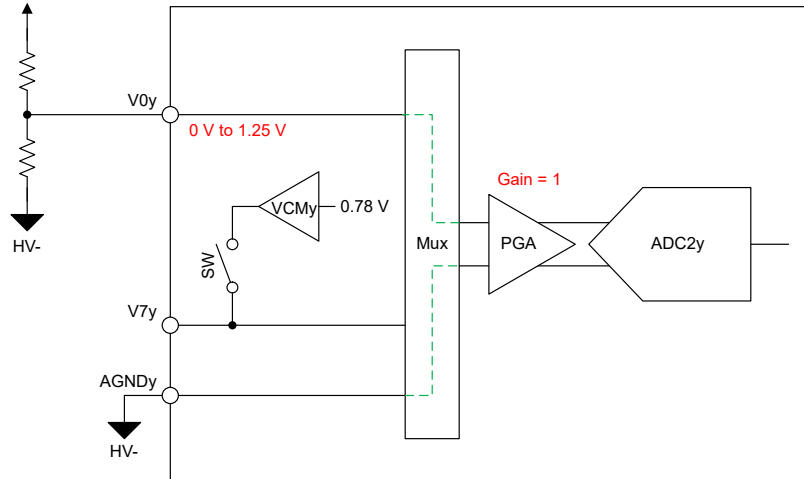 V0y
0 V to 1.25 V
HV-
Gain = 1
VCMy
0.78 V
SW
Mux
PGA
ADC2y
V7y
AGNDy
HV-